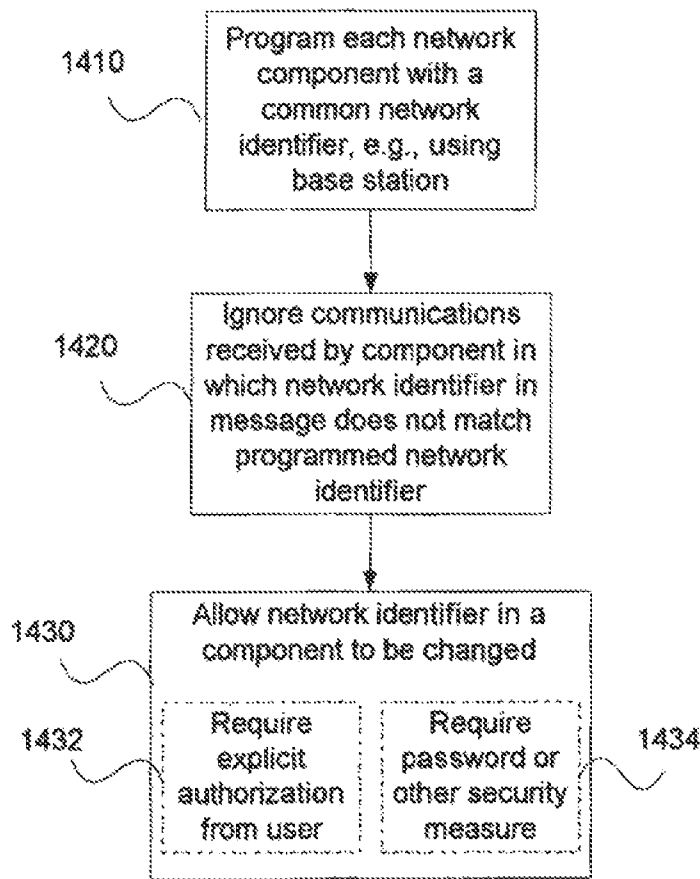 1410
Program each network
component with a
common network
identifier, e.g., using
base station
1420
Ignore communications
received by component in
which network identifier in
message does not match
programmed network
identifier
1430
Allow network identifier in a
component to be changed
1432
Require
explicit
authorization
from user
Require
password or
other security
measure
1434